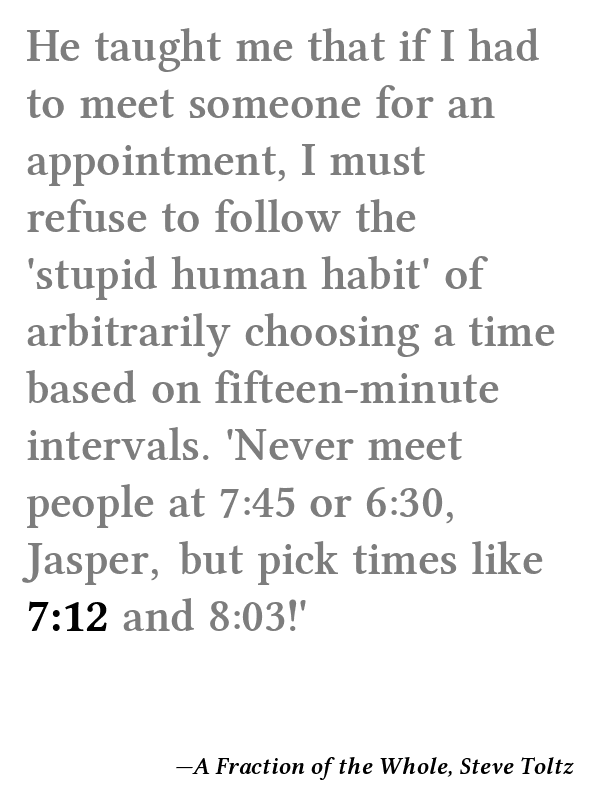 He taught me that if I had
to meet someone for an
appointment, I must
refuse to follow the
'stupid human habit' of
arbitrarily choosing a time
based on fifteen-minute
intervals. 'Never meet
people at 7:45 or 6:30,
Jasper, but pick times like
7:12 and 8:03!'
—A Fraction of the Whole, Steve Toltz